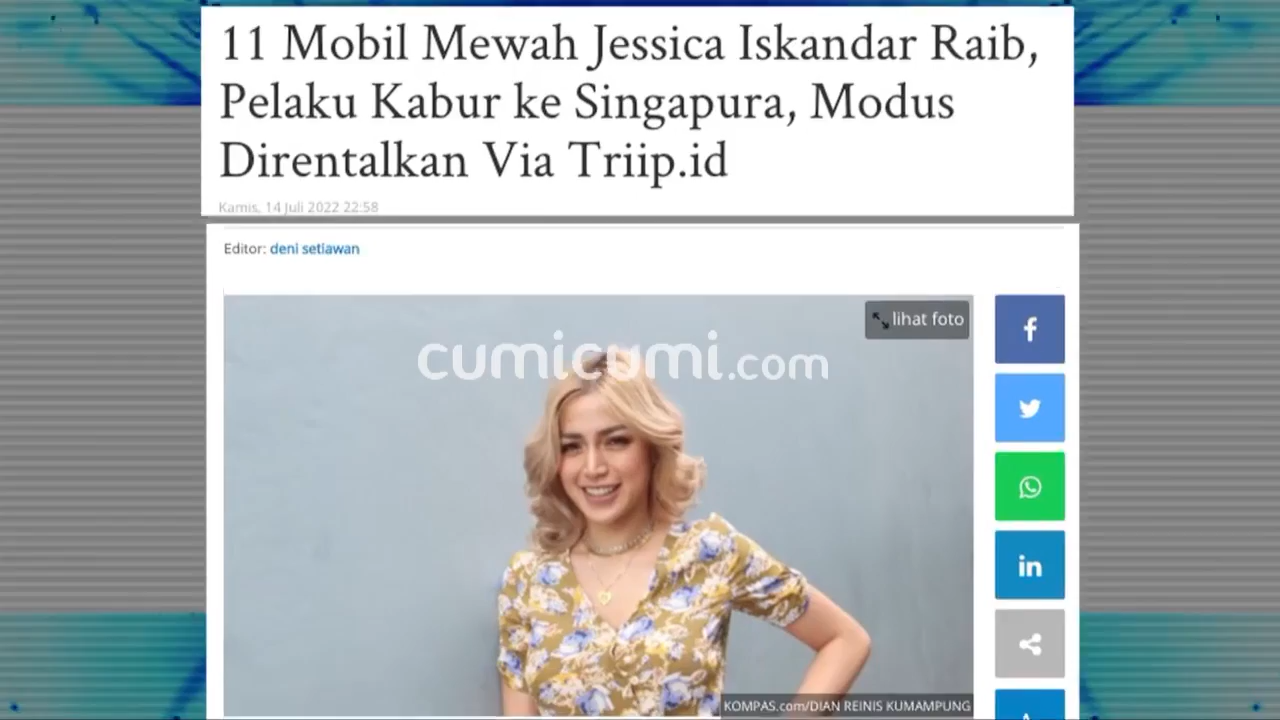 11 Mobil Mewah Jessica Iskandar Raib,
Pelaku Kabur ke Singapura, Modus
Direntalkan Via Triip.id
Kamis, 14 Juli 2022 22:58
Editor: deni setiawan
lihat foto
cumicumi.com
KOMPAS.com/DIAN REINIS KUMAMPUNG